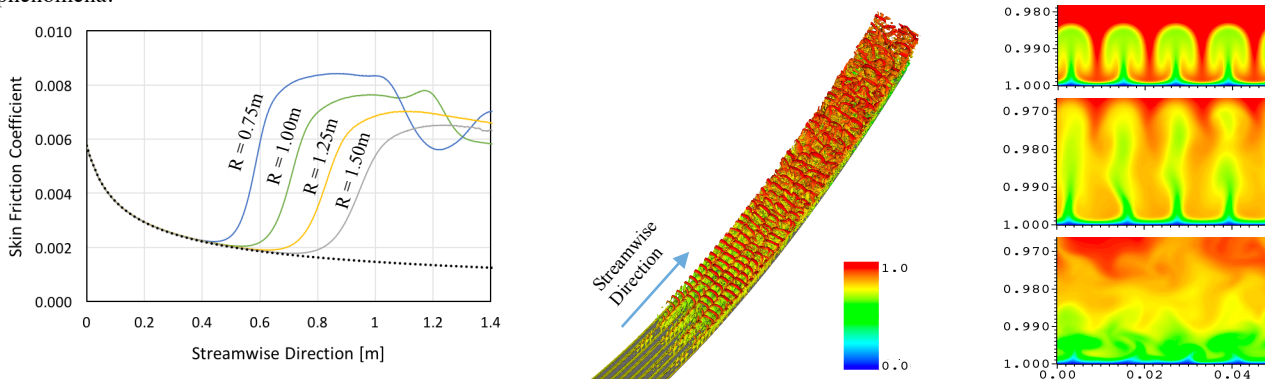 phenomena.
0.010
0.008
0.006
0.004
0.002
0.000
Skin Friction Coefficient
R = 0.75m
R = 1.00m
R = 1.25m
R = 1.50m
0 0.2 0.4 0.6 0.8 1 1.2 1.4
Streamwise Direction [m]
Streamwise
Direction
1.0
0.0
0.980
0.990
1.000
0.970
0.980
0.990
1.000
0.970
0.980
0.990
1.000
0.00 0.02 0.04